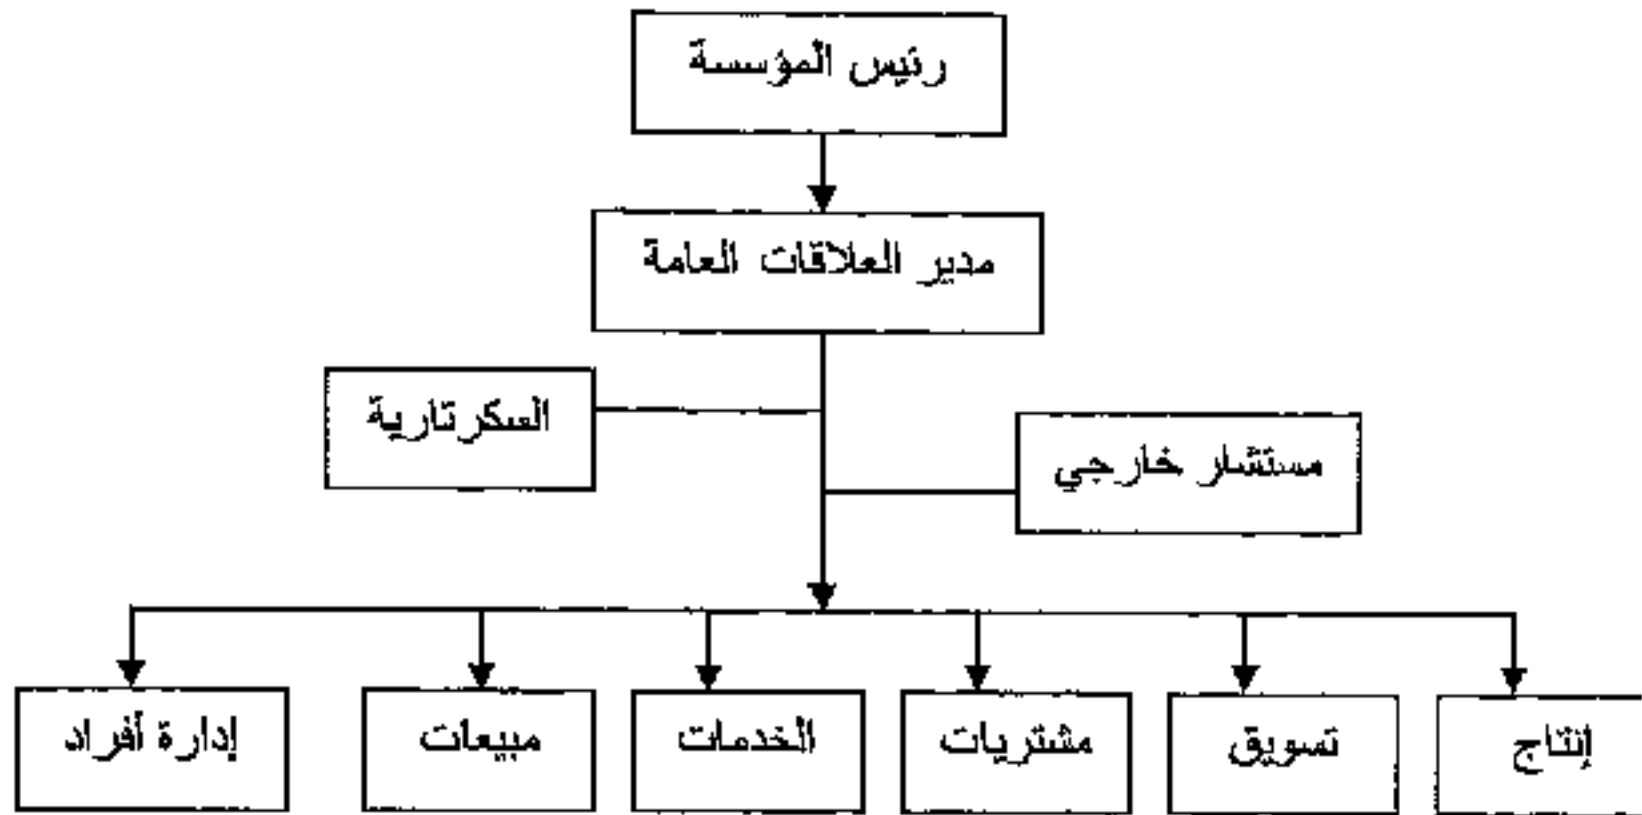 رئيس المؤسسة
مدير العلاقات العامة
السكرتارية
مستشار خارجي
إنتاج
تسويق
مشتريات
الخدمات
مبيعات
إدارة أفراد